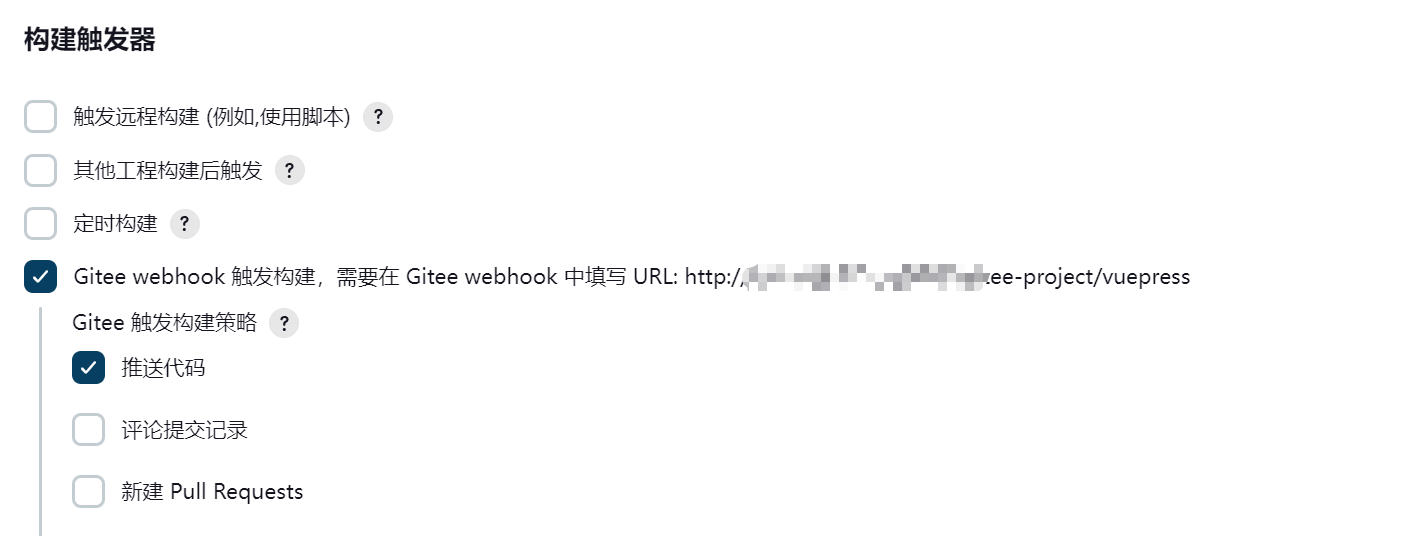 构建触发器
触发远程构建 (例如,使用脚本) ?
其他工程构建后触发 ?
定时构建 ?
Gitee webhook 触发构建，需要在 Gitee webhook 中填写 URL: http:// tee-project/vuepress
Gitee 触发构建策略 ?
推送代码
评论提交记录
新建 Pull Requests